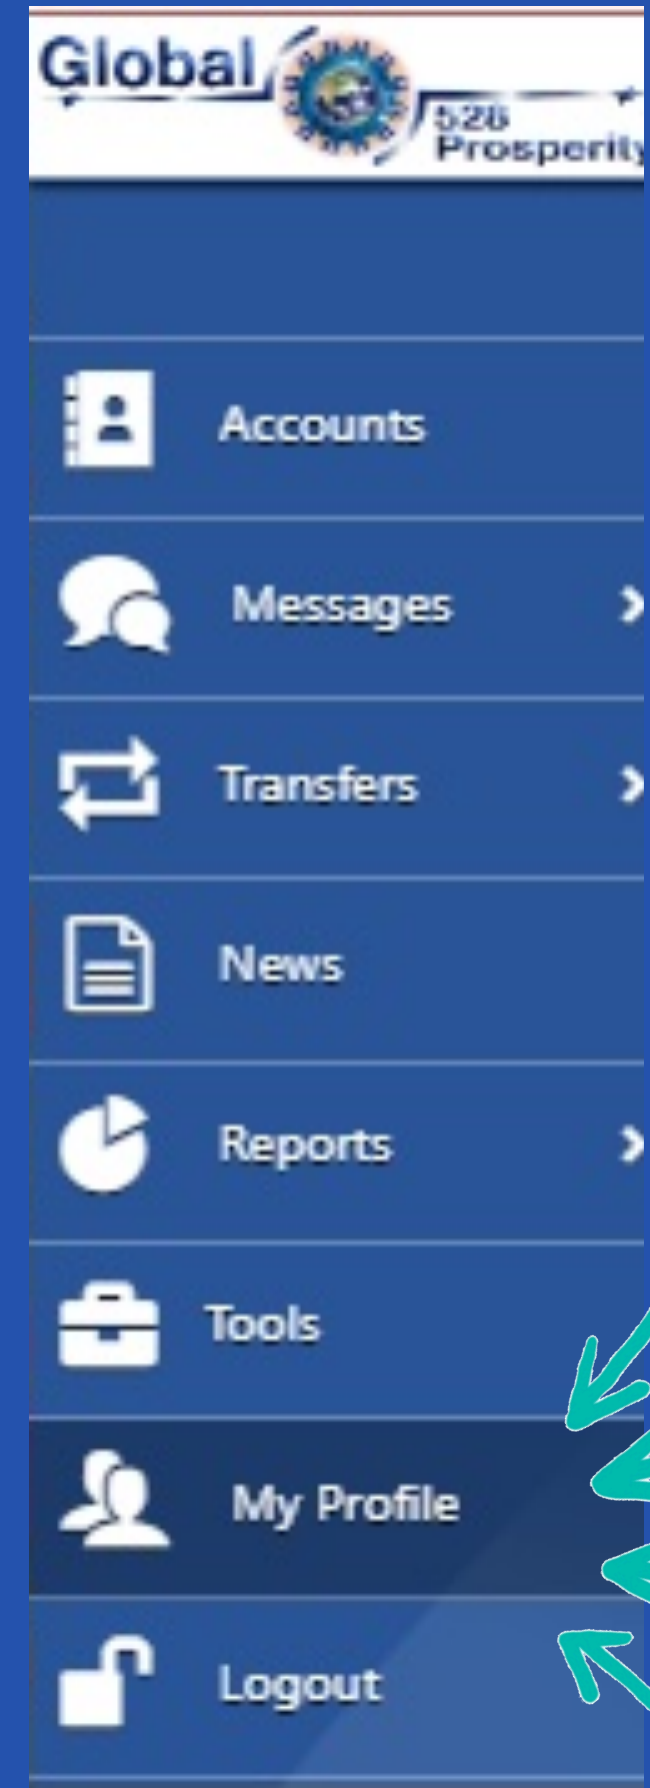 Global
528
Prosperity
Accounts
Messages
Transfers
News
Reports
Tools
My Profile
Logout